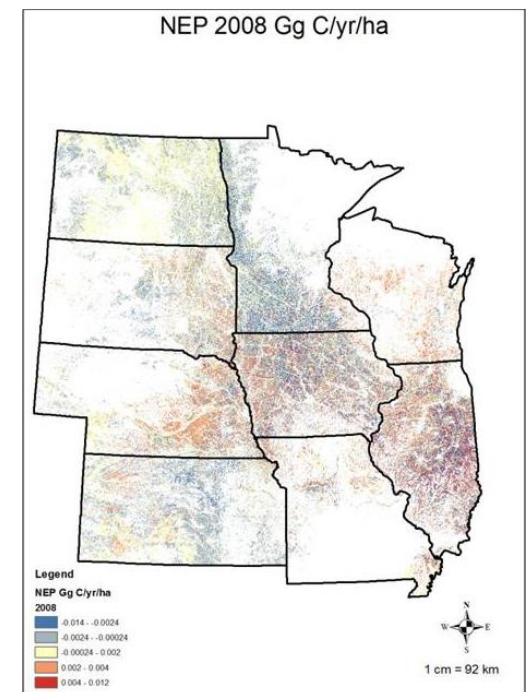 NEP 2008 Gg C/yr/ha
Legend
NEP Gg C/yr/ha
2008
-0.014 - -0.0024
-0.0024 - -0.00024
-0.00024 - 0.002
0.002 - 0.004
0.004 - 0.012
N
W E
S
1 cm = 92 km